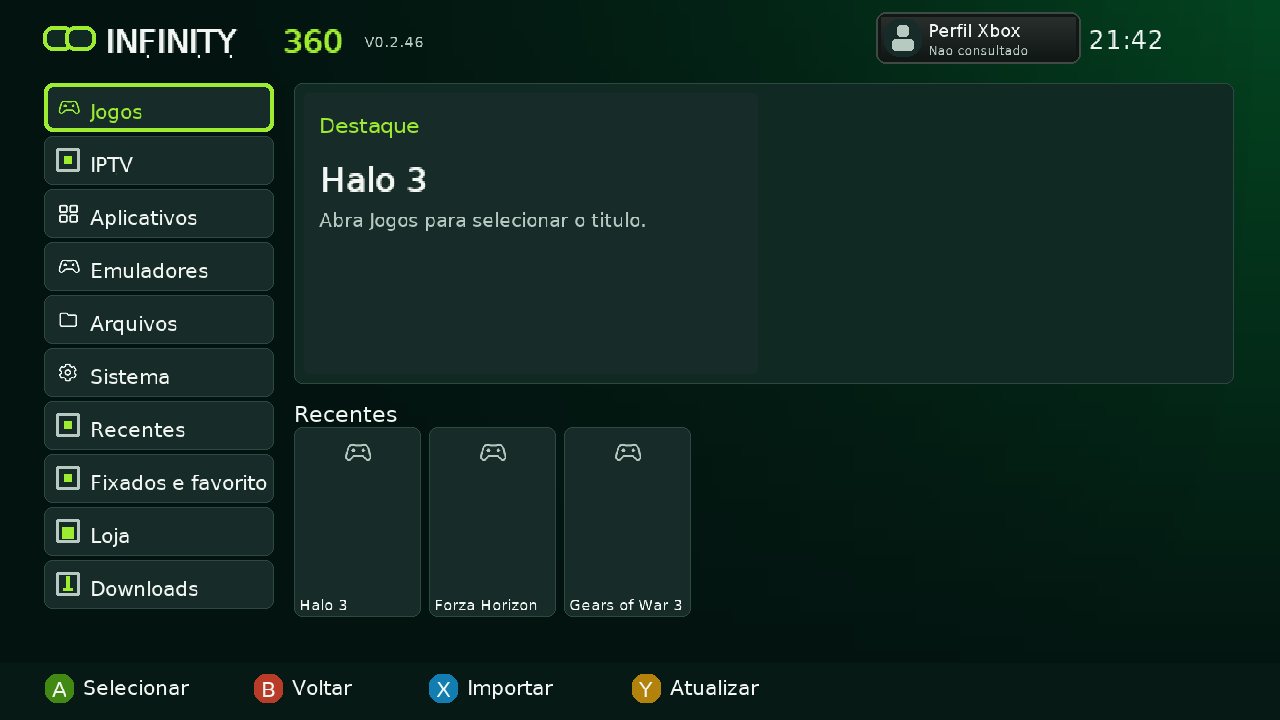 INFINITY 360 V0.2.46
Perfil Xbox
Nao consultado
21:42
Jogos
IPTV
Aplicativos
Emuladores
Arquivos
Sistema
Recentes
Fixados e favorito
Loja
Downloads
Destaque
Halo 3
Abra Jogos para selecionar o titulo.
Recentes
Halo 3
Forza Horizon
Gears of War 3
A Selecionar
B Voltar
X Importar
Y Atualizar